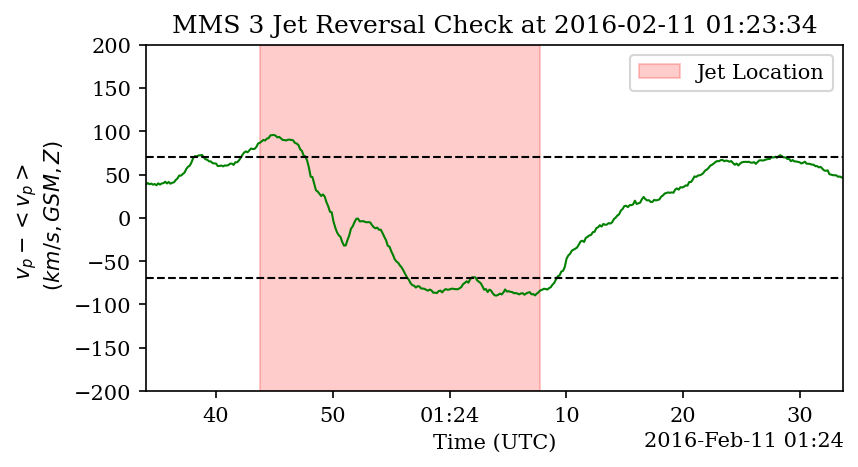 MMS 3 Jet Reversal Check at 2016-02-11 01:23:34
200
150
100
50
0
−50
−100
−150
−200
v_p − < v_p >
(km/s, GSM, Z)
Jet Location
40 50 01:24 10 20 30
Time (UTC)
2016-Feb-11 01:24